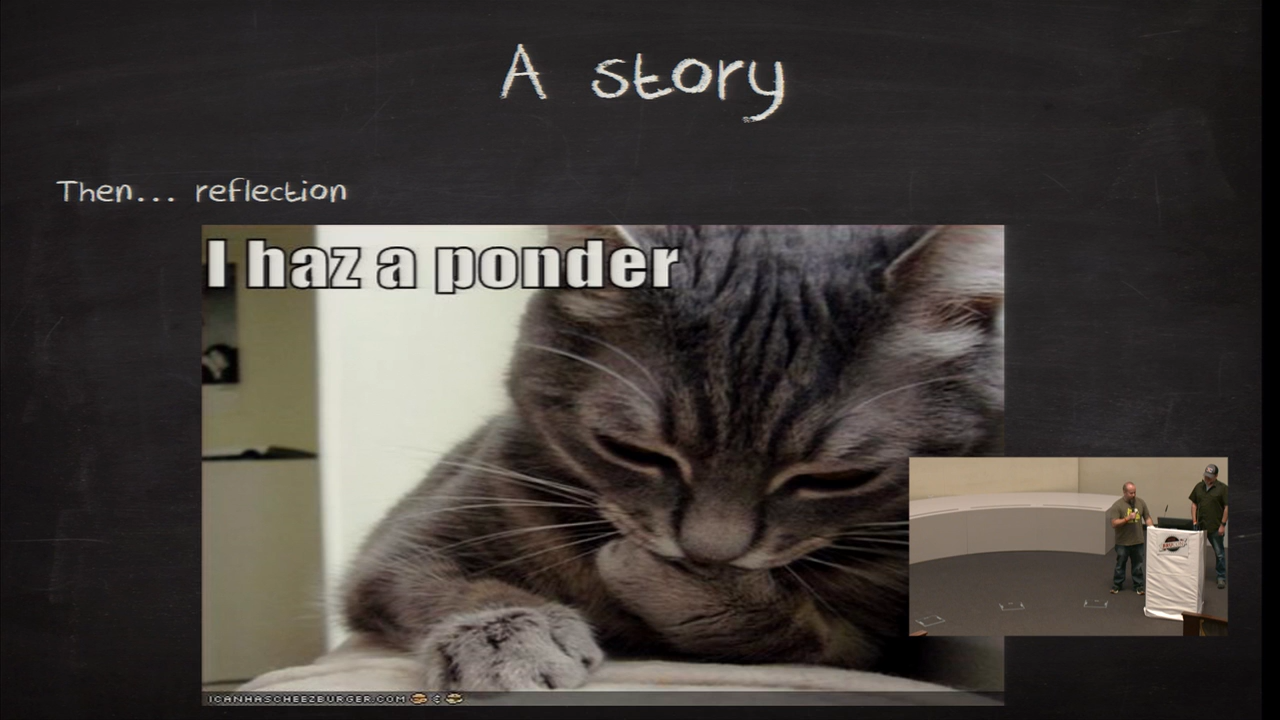 A story
Then... reflection
I haz a ponder
ICANHASCHEEZBURGER.COM